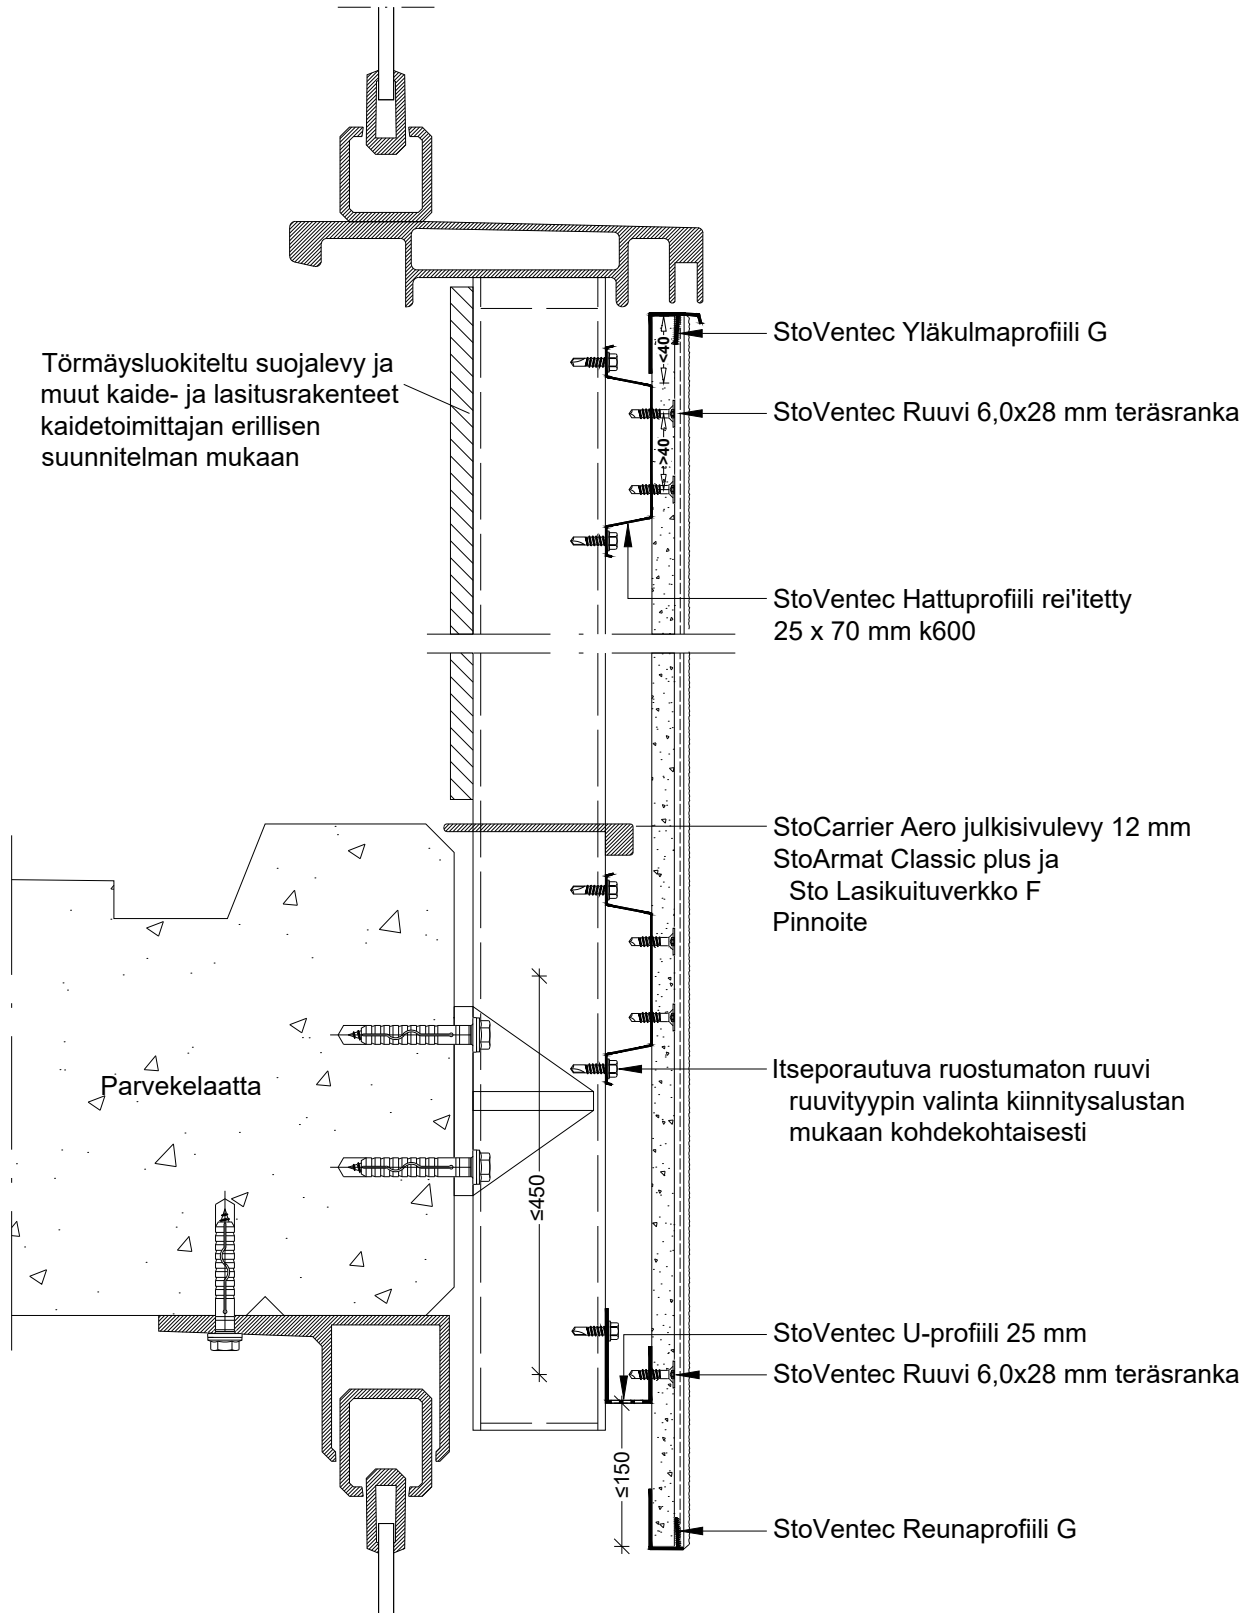 StoVentec Yläkulmaprofiili G
<40
Törmäysluokiteltu suojalevy ja
muut kaide- ja lasitusrakenteet
kaidetoimittajan erillisen
suunnitelman mukaan
StoVentec Ruuvi 6,0x28 mm teräsranka
>40
StoVentec Hattuprofiili rei'itetty
25 x 70 mm k600
StoCarrier Aero julkisivulevy 12 mm
StoArmat Classic plus ja
Sto Lasikuituverkko F
Pinnoite
Parvekelaatta
Itseporautuva ruostumaton ruuvi
ruuvityypin valinta kiinnitysalustan
mukaan kohdekohtaisesti
≤450
StoVentec U-profiili 25 mm
StoVentec Ruuvi 6,0x28 mm teräsranka
≤150
StoVentec Reunaprofiili G